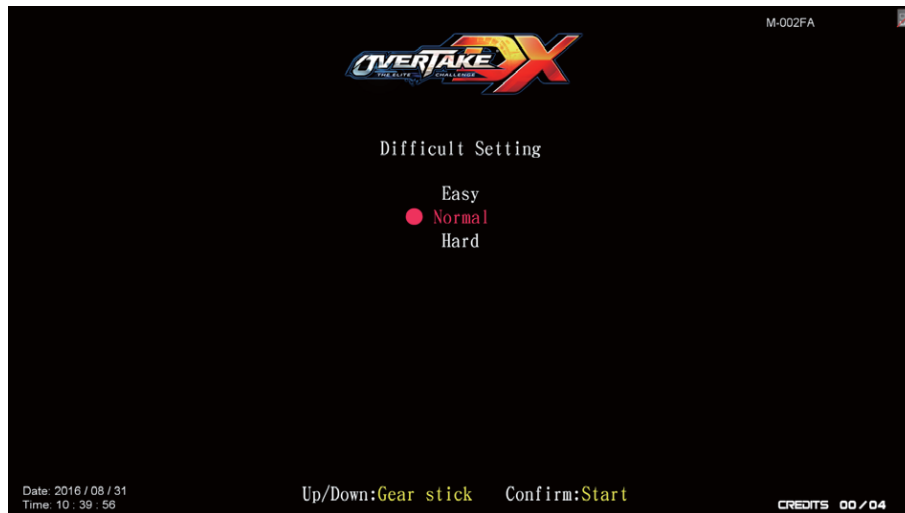 M-002FA
OVERTAKE DX
THE ELITE CHALLENGE
Difficult Setting
Easy
Normal
Hard
Date: 2016 / 08 / 31
Time: 10 : 39 : 56
Up/Down:Gear stick Confirm:Start
CREDITS 00/04